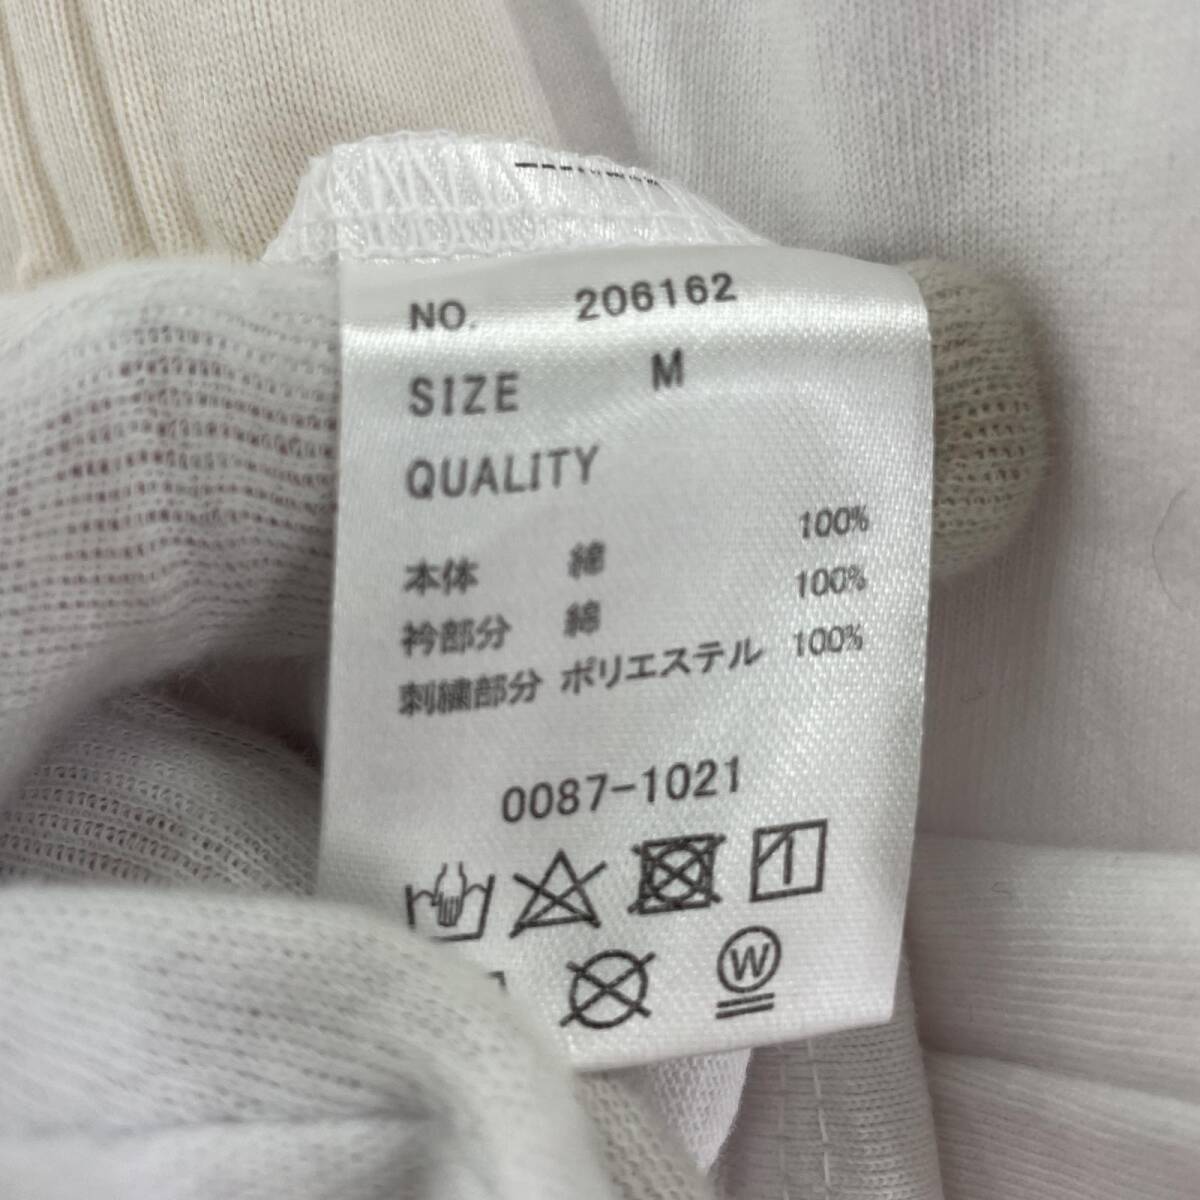 NO. 206162
SIZE M
QUALITY
本体 綿 100%
衿部分 綿 100%
刺繍部分 ポリエステル 100%
0087-1021
W